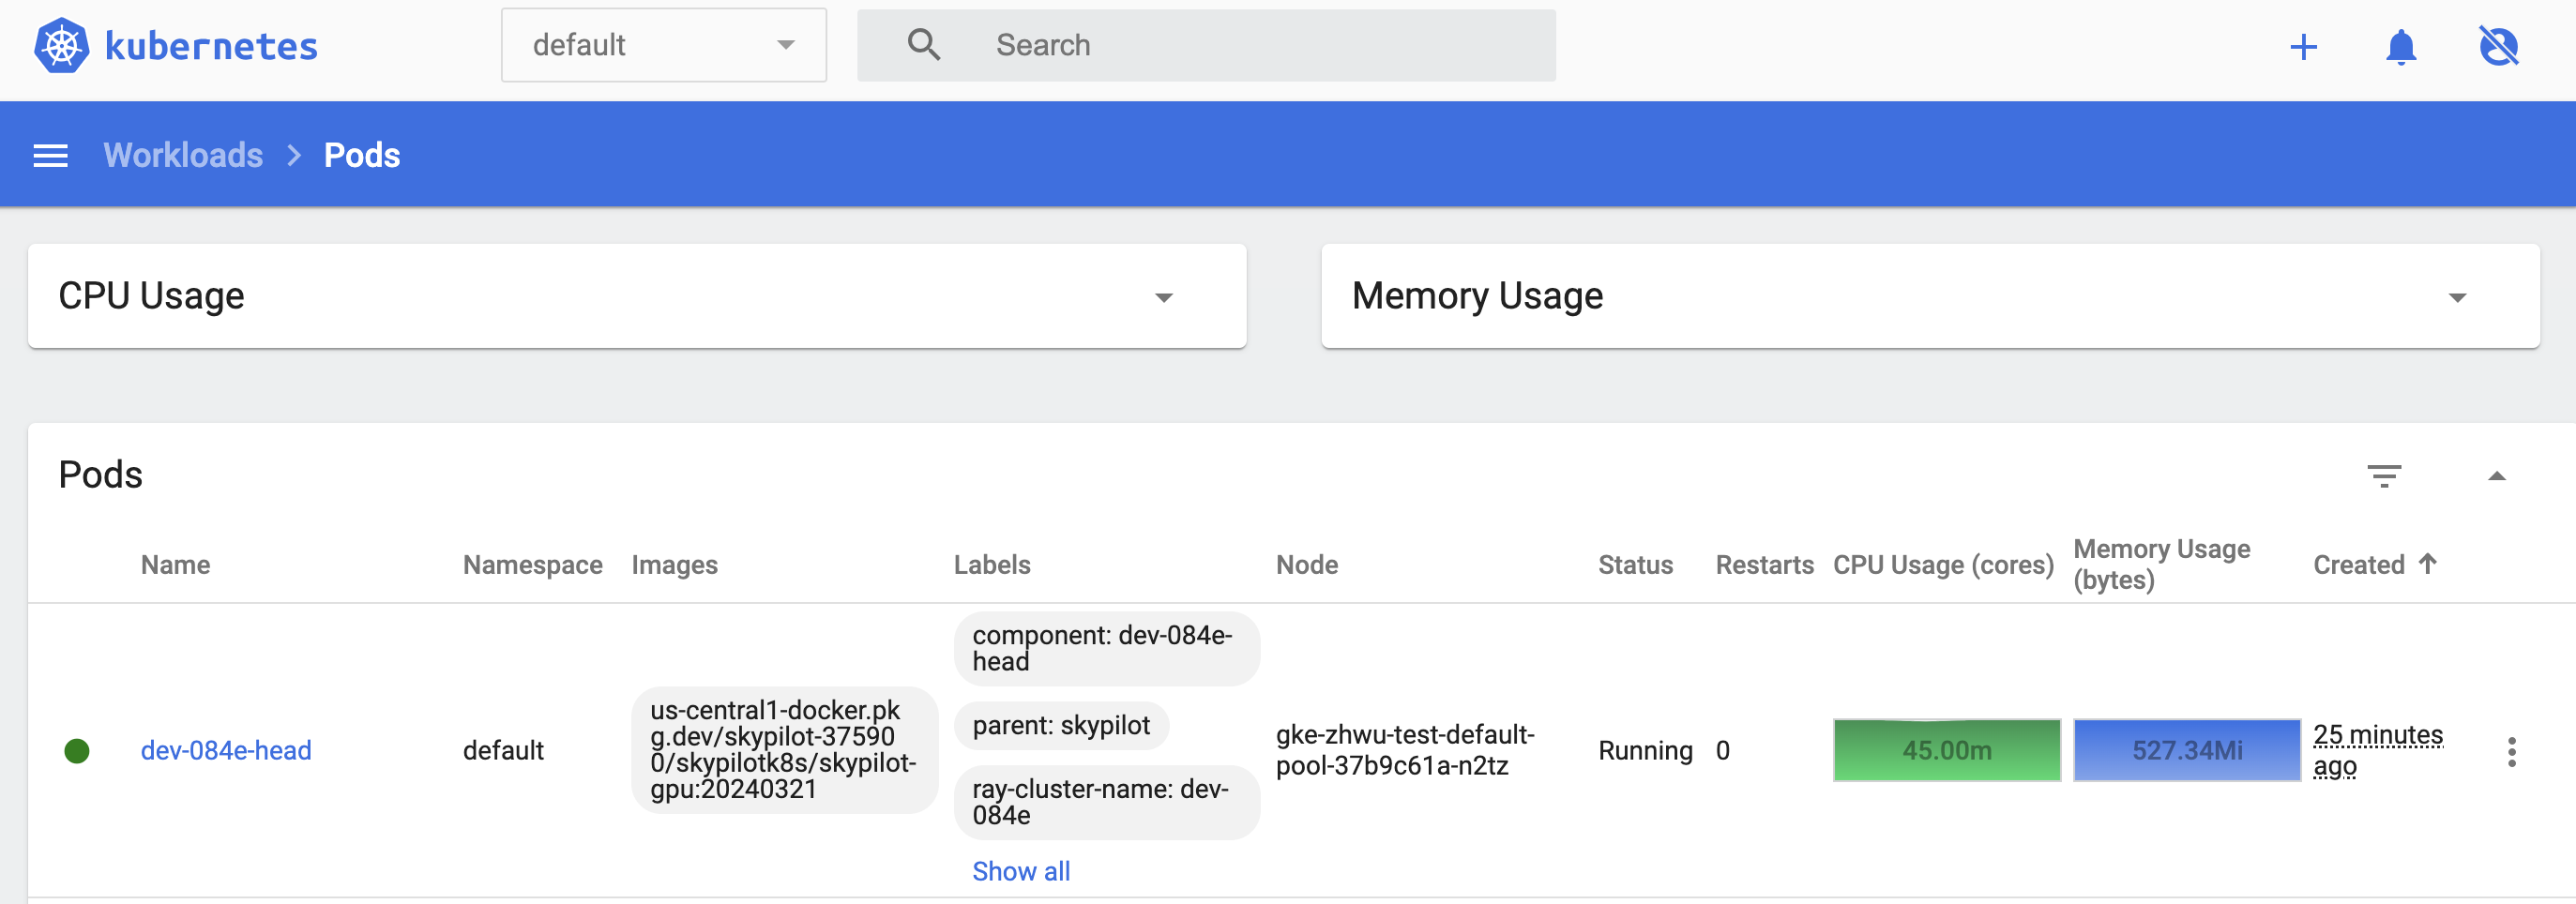 kubernetes
default
Search
Workloads
Pods
CPU Usage
Memory Usage
Pods
Name
Namespace
Images
Labels
Node
Status
Restarts
CPU Usage (cores)
Memory Usage
(bytes)
Created
dev-084e-head
default
us-central1-docker.pk
g.dev/skypilot-37590
0/skypilotk8s/skypilot-
gpu:20240321
component: dev-084e-
head
parent: skypilot
ray-cluster-name: dev-
084e
Show all
gke-zhwu-test-default-
pool-37b9c61a-n2tz
Running
0
45.00m
527.34Mi
25 minutes
ago